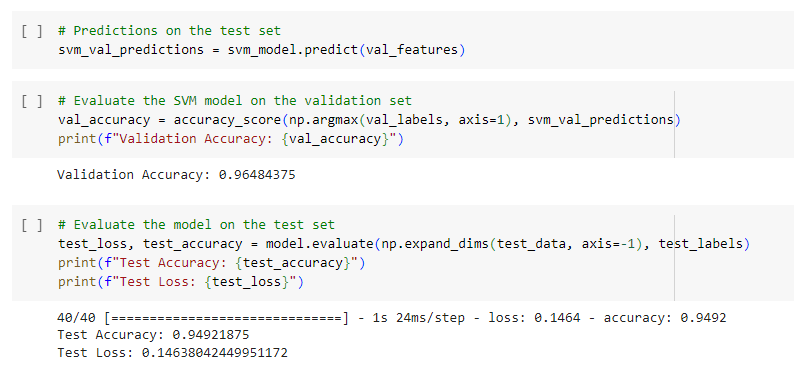 [ ] # Predictions on the test set
svm_val_predictions = svm_model.predict(val_features)
[ ] # Evaluate the SVM model on the validation set
val_accuracy = accuracy_score(np.argmax(val_labels, axis=1), svm_val_predictions)
print(f"Validation Accuracy: {val_accuracy}")
Validation Accuracy: 0.96484375
[ ] # Evaluate the model on the test set
test_loss, test_accuracy = model.evaluate(np.expand_dims(test_data, axis=-1), test_labels)
print(f"Test Accuracy: {test_accuracy}")
print(f"Test Loss: {test_loss}")
40/40 [==============================] - 1s 24ms/step - loss: 0.1464 - accuracy: 0.9492
Test Accuracy: 0.94921875
Test Loss: 0.14638042449951172